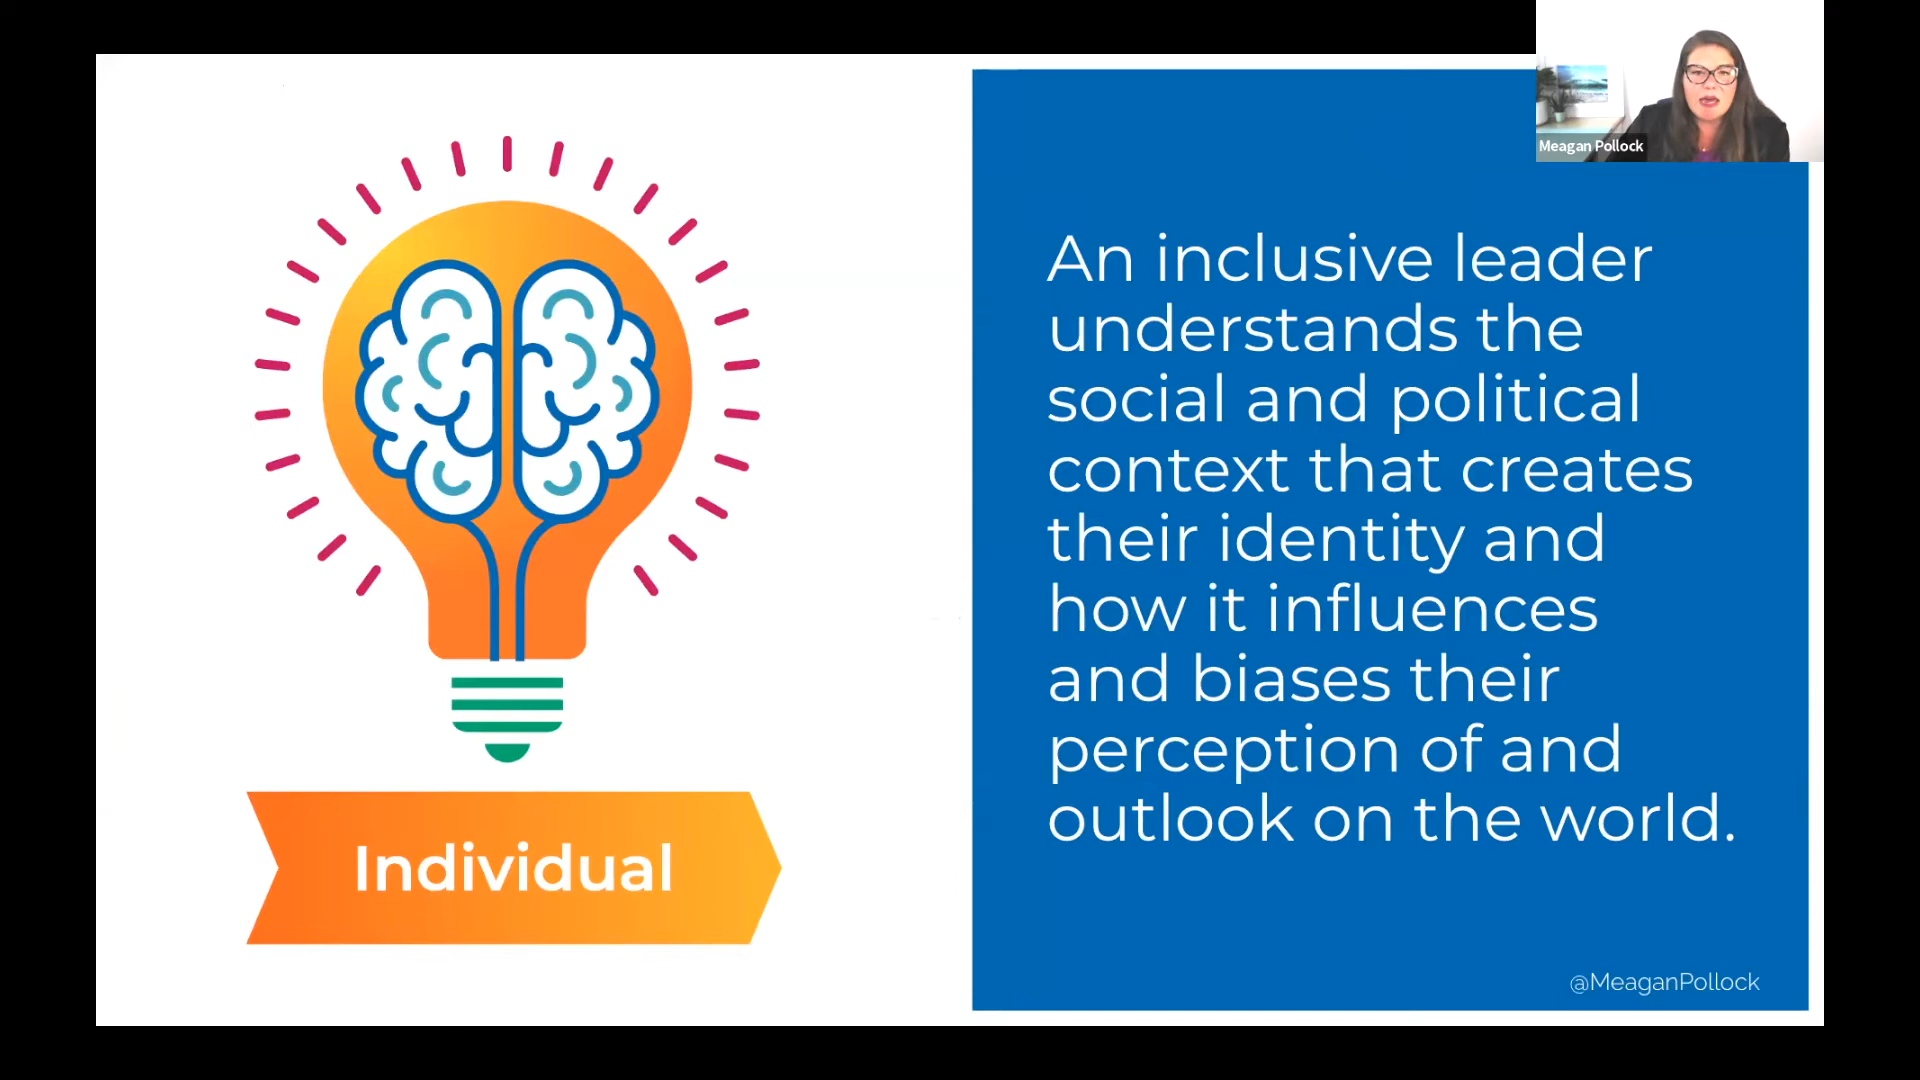 Meagan Pollock
An inclusive leader
understands the
social and political
context that creates
their identity and
how it influences
and biases their
perception of and
outlook on the world.
Individual
@MeaganPollock